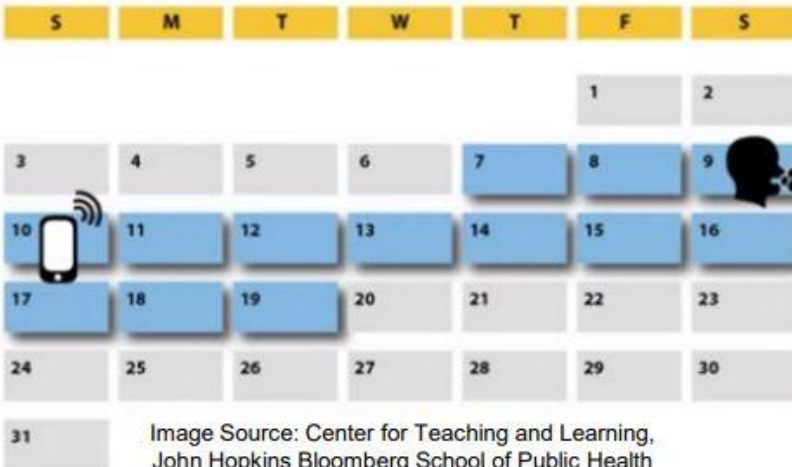 S M T W T F S
1 2
3 4 5 6 7 8 9
10 11 12 13 14 15 16
17 18 19 20 21 22 23
24 25 26 27 28 29 30
31
Image Source: Center for Teaching and Learning,
John Hopkins Bloomberg School of Public Health